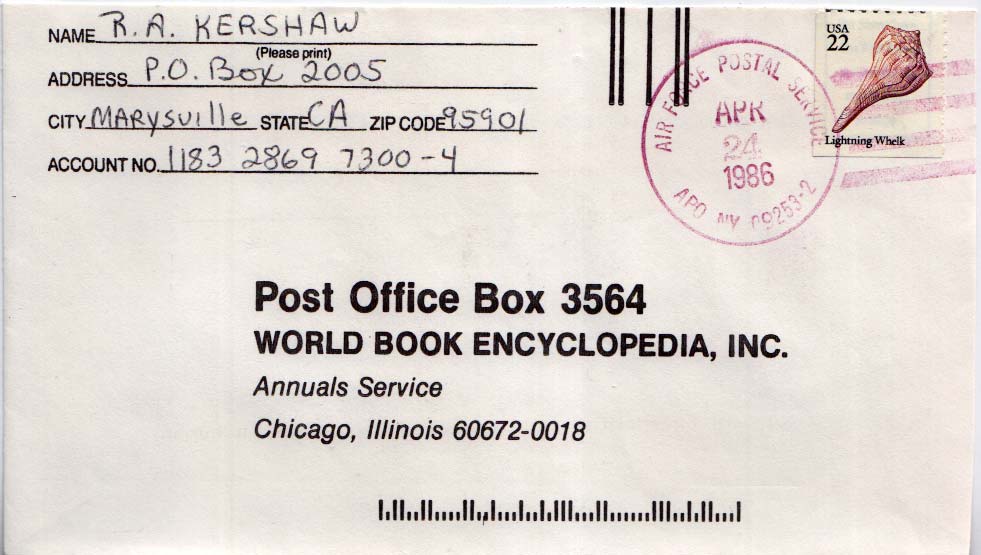 NAME R. A. KERSHAW
(Please print)
ADDRESS P.O. Box 2005
CITY MARysville STATE CA ZIP CODE 95901
ACCOUNT NO. 1183 2869 7300-4
AIR FORCE POSTAL SERVICE
APR
24
1986
APO NY 09253-2
USA
22
Lightning Whelk
Post Office Box 3564
WORLD BOOK ENCYCLOPEDIA, INC.
Annuals Service
Chicago, Illinois 60672-0018